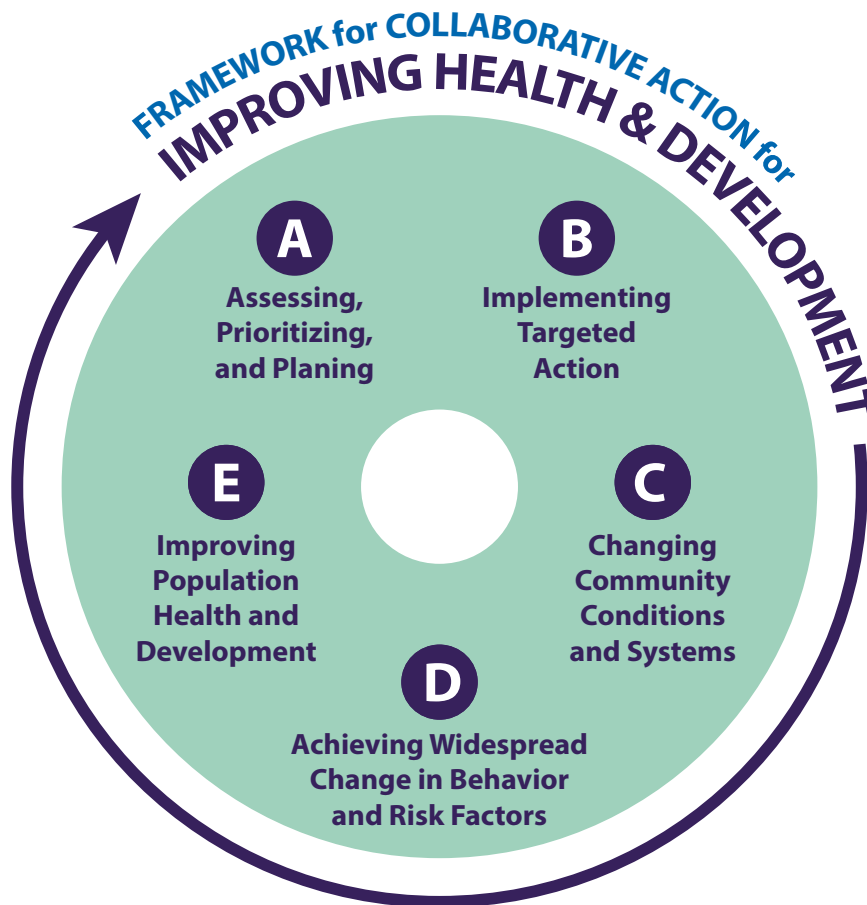 FRAMEWORK for COLLABORATIVE ACTION for
IMPROVING HEALTH & DEVELOPMENT
A
Assessing,
Prioritizing,
and Planing
B
Implementing
Targeted
Action
C
Changing
Community
Conditions
and Systems
D
Achieving Widespread
Change in Behavior
and Risk Factors
E
Improving
Population
Health and
Development